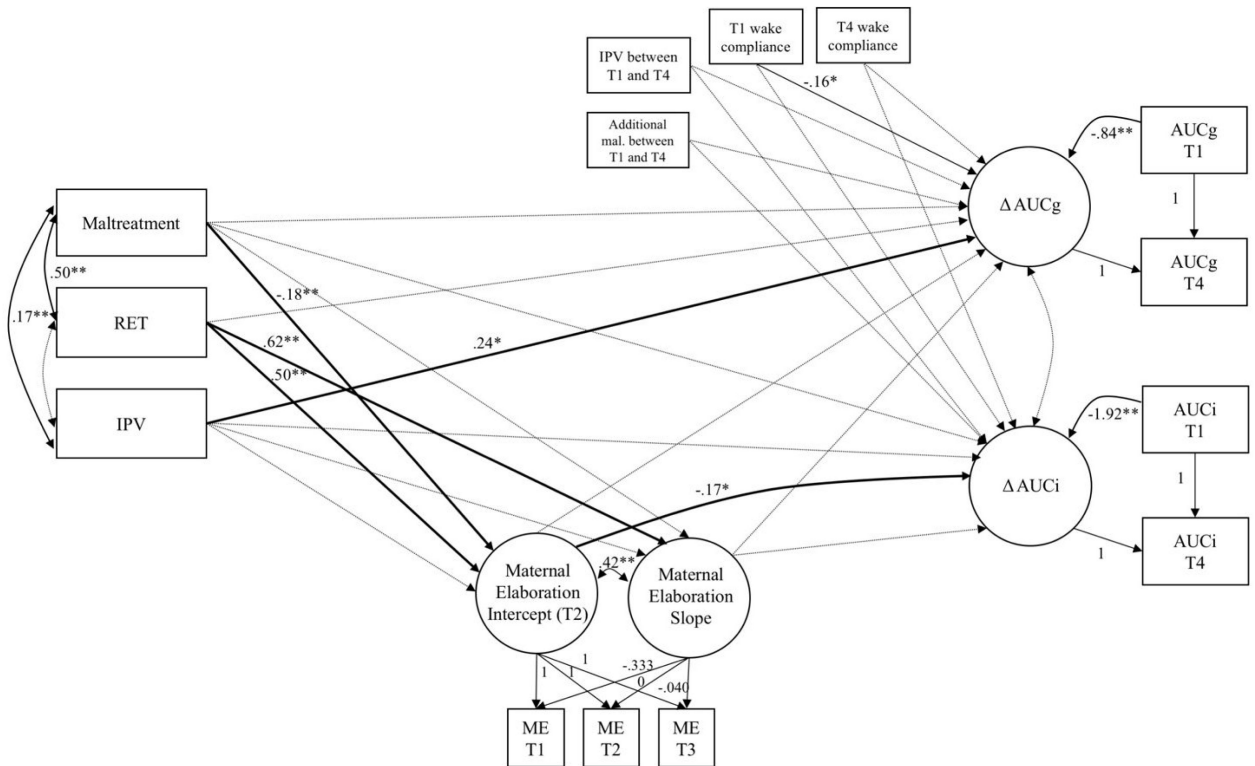 T1 wake
compliance
T4 wake
compliance
IPV between
T1 and T4
-.16*
Additional
mal. between
T1 and T4
-.84**
AUCg
T1
Δ AUCg
1
1
AUCg
T4
Maltreatment
.50**
.17**
RET
IPV
-.18**
.62**
.50**
.24*
-1.92**
AUCi
T1
Δ AUCi
1
1
AUCi
T4
-.17*
Maternal
Elaboration
Intercept (T2)
.42**
Maternal
Elaboration
Slope
1
1
1
-.333
0
-.040
ME
T1
ME
T2
ME
T3